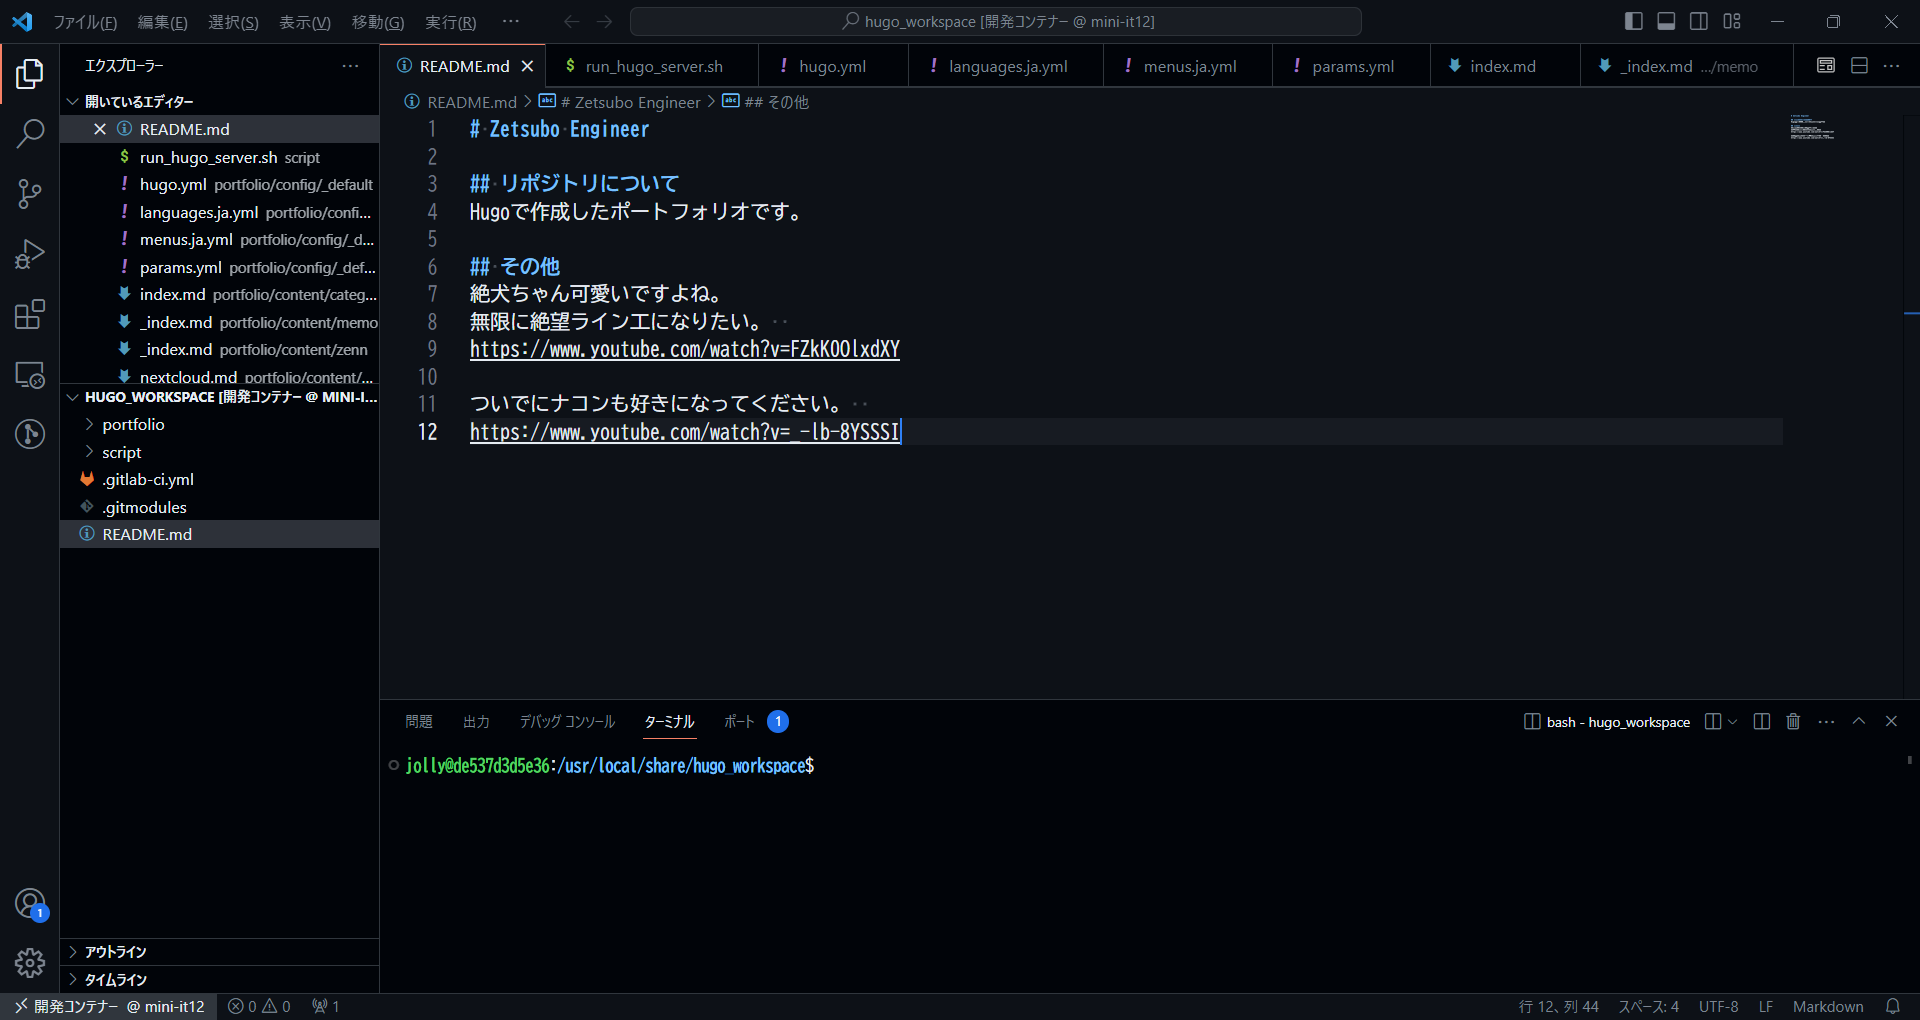 ファイル(F) 編集(E) 選択(S) 表示(V) 移動(G) 実行(R) ··· hugo_workspace [開発コンテナー @ mini-it12]
エクスプローラー ···
開いているエディター
README.md
run_hugo_server.sh script
hugo.yml portfolio/config/_default
languages.ja.yml portfolio/confi...
menus.ja.yml portfolio/config/_d...
params.yml portfolio/config/_def...
index.md portfolio/content/categ...
_index.md portfolio/content/memo
_index.md portfolio/content/zenn
nextcloud.md portfolio/content/...
HUGO_WORKSPACE [開発コンテナー @ MINI-I...
portfolio
script
.gitlab-ci.yml
.gitmodules
README.md
アウトライン
タイムライン
README.md $ run_hugo_server.sh ! hugo.yml ! languages.ja.yml ! menus.ja.yml ! params.yml index.md _index.md .../memo ···
README.md > # Zetsubo Engineer > ## その他
1 # Zetsubo Engineer
2
3 ## リポジトリについて
4 Hugoで作成したポートフォリオです。
5
6 ## その他
7 絶犬ちゃん可愛いですよね。
8 無限に絶望ライン工になりたい。
9 https://www.youtube.com/watch?v=FZkKOOlxdXY
10
11 ついでにナコンも好きになってください。
12 https://www.youtube.com/watch?v=_-lb-8YSSSI
問題 出力 デバッグ コンソール ターミナル ポート 1 bash - hugo_workspace ···
jolly@de537d3d5e36:/usr/local/share/hugo_workspace$
1
開発コンテナー @ mini-it12 0 0 1 行 12、列 44 スペース: 4 UTF-8 LF Markdown